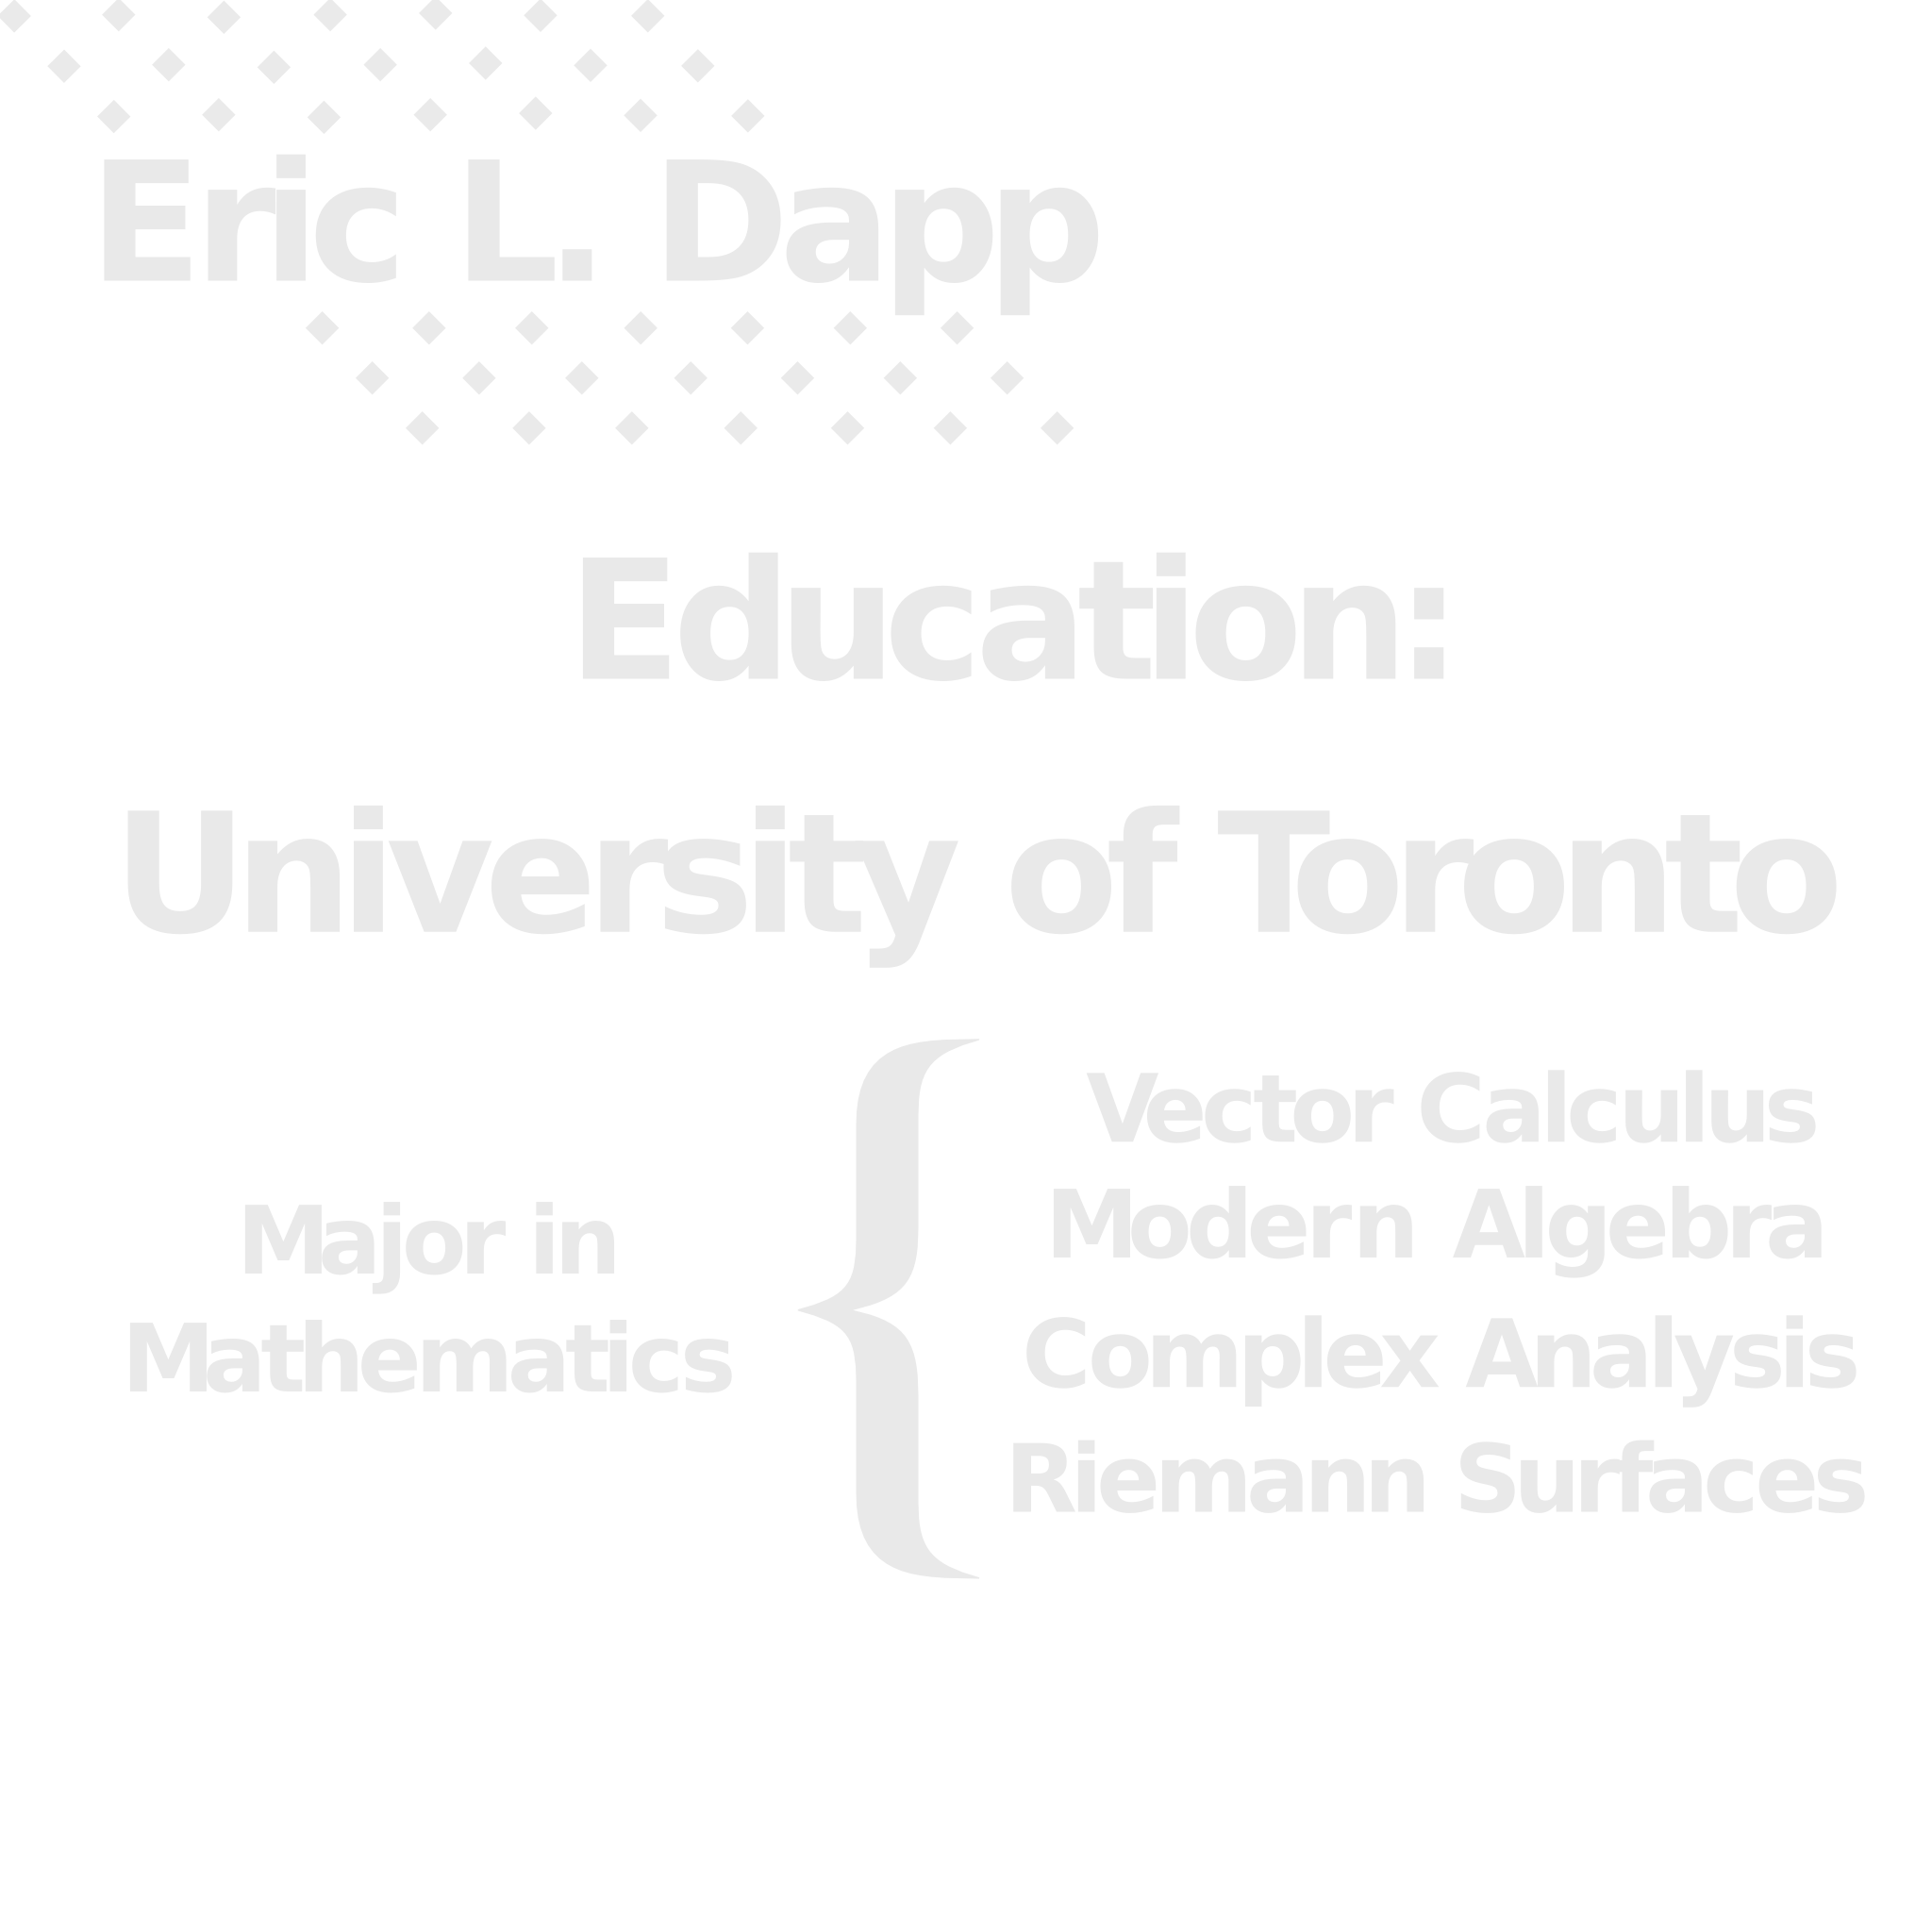 Eric L. Dapp
Education:
University of Toronto
Major in
Mathematics
{
Vector Calculus
Modern Algebra
Complex Analysis
Riemann Surfaces